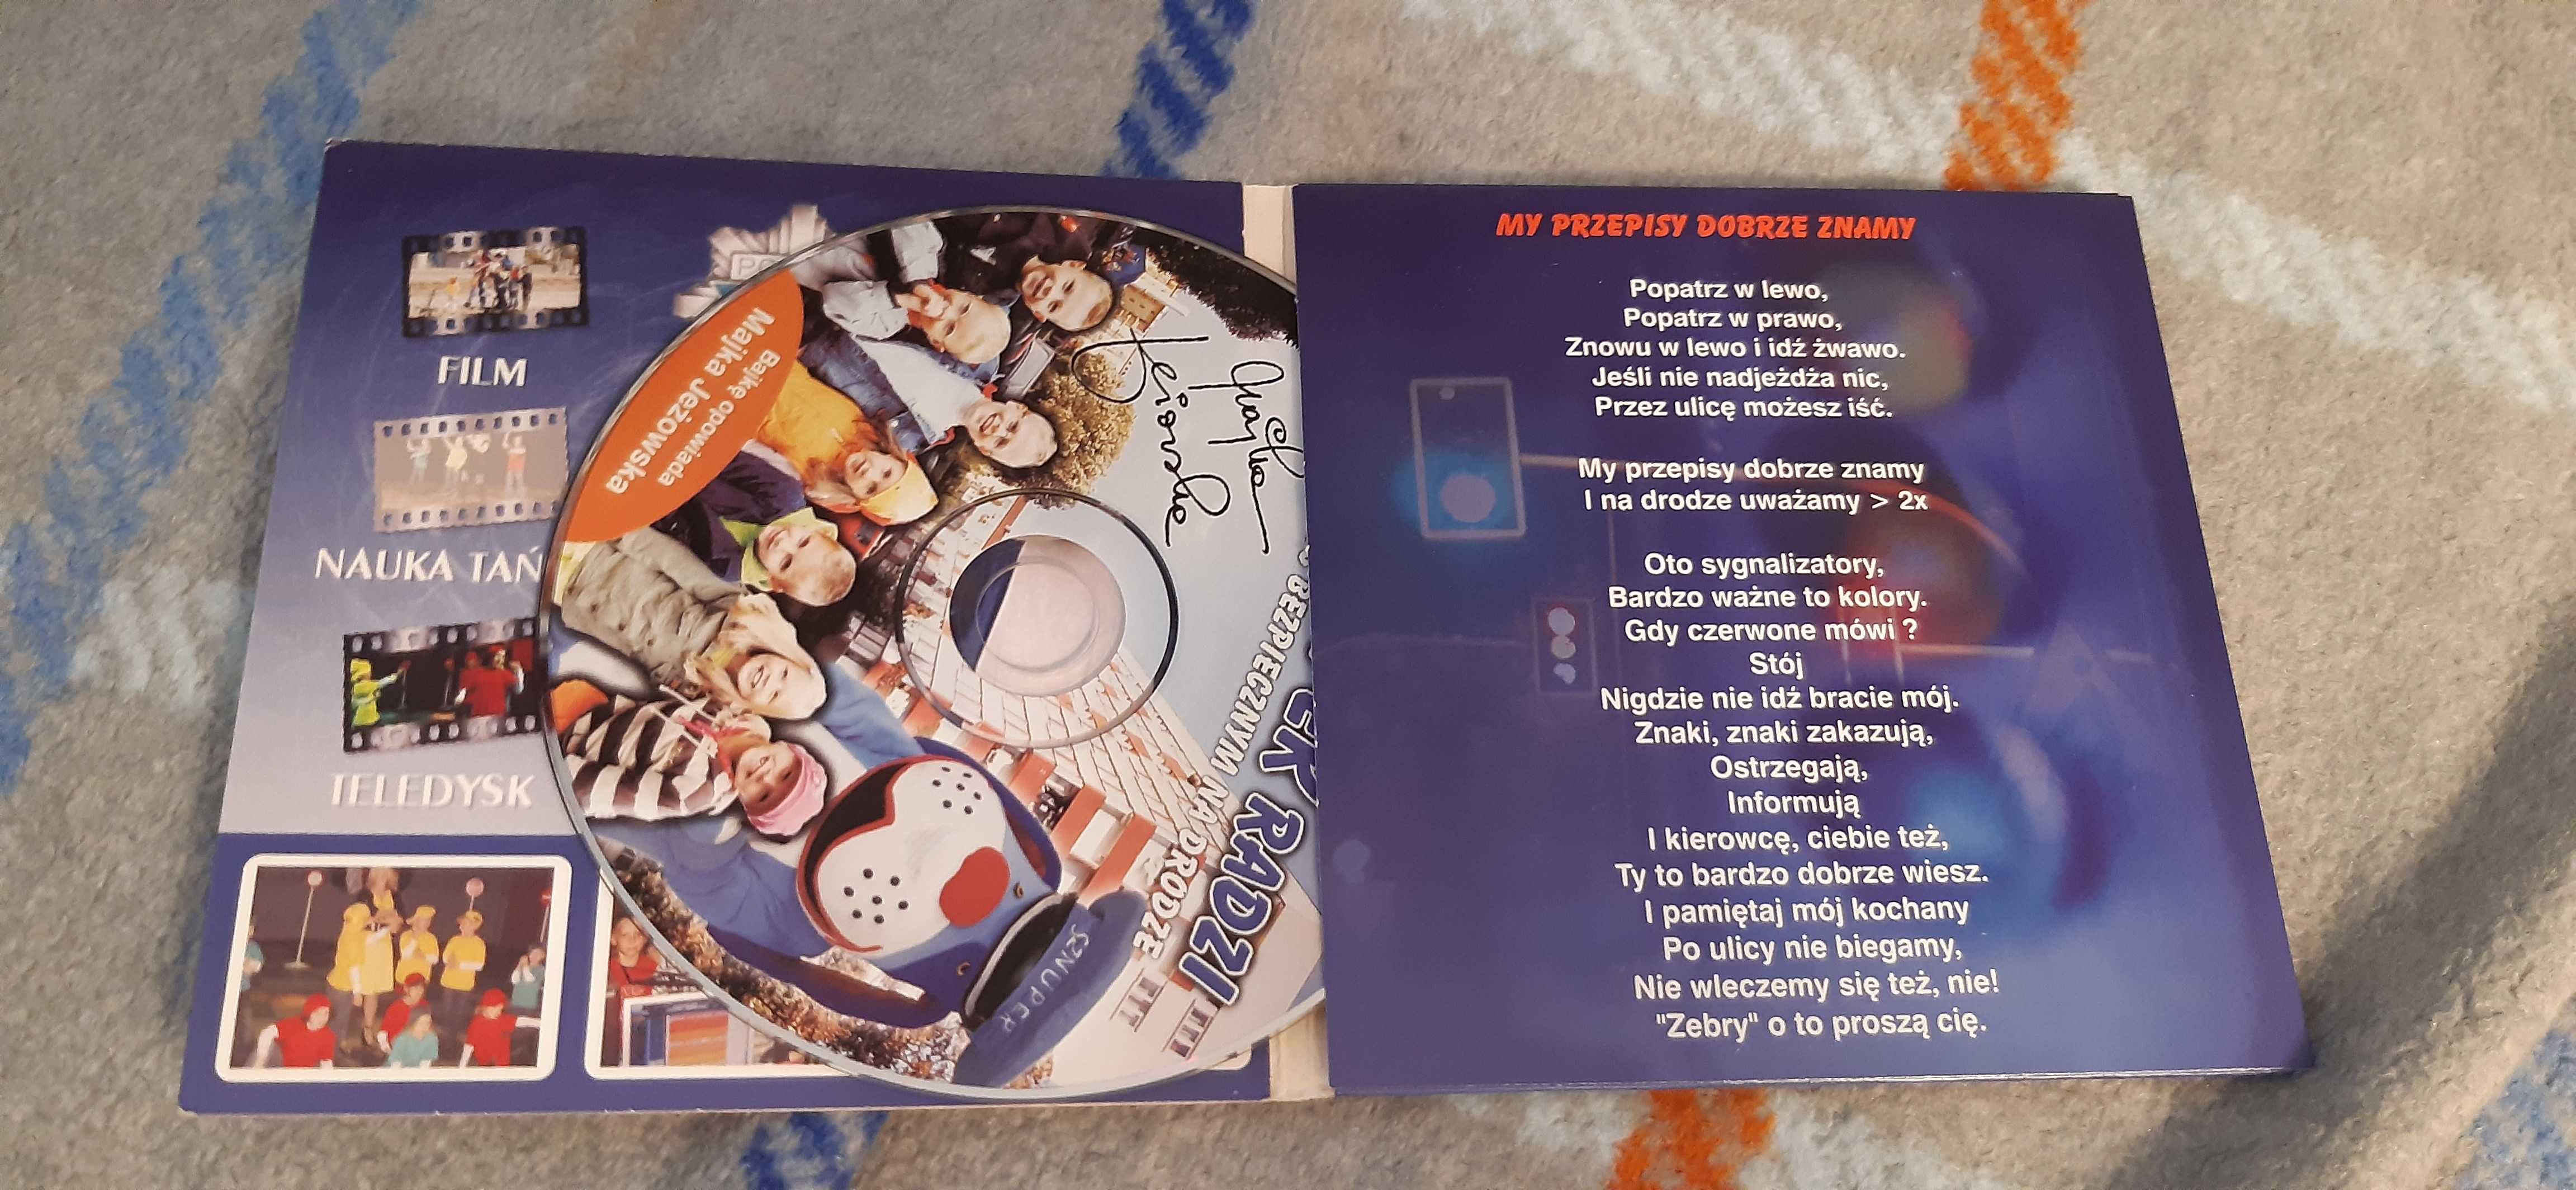 FILM
NAUKA TAŃ
TELEDYSK
Bajkę opowiada
Majka Jeżowska
Majka
Jeżowska
RADZI
BEZPIECZNYM NA DRODZE
SZNUPER
MY PRZEPISY DOBRZE ZNAMY
Popatrz w lewo,
Popatrz w prawo,
Znowu w lewo i idź żwawo.
Jeśli nie nadjeżdża nic,
Przez ulicę możesz iść.
My przepisy dobrze znamy
I na drodze uważamy > 2x
Oto sygnalizatory,
Bardzo ważne to kolory.
Gdy czerwone mówi ?
Stój
Nigdzie nie idź bracie mój.
Znaki, znaki zakazują,
Ostrzegają,
Informują
I kierowcę, ciebie też,
Ty to bardzo dobrze wiesz.
I pamiętaj mój kochany
Po ulicy nie biegamy,
Nie wleczemy się też, nie!
"Zebry" o to proszą cię.